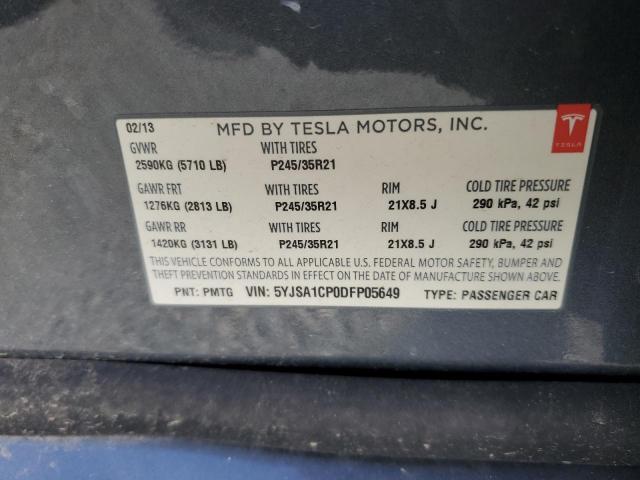 02/13 MFD BY TESLA MOTORS, INC.
TESLA
GVWR WITH TIRES
2590KG (5710 LB) P245/35R21
GAWR FRT WITH TIRES RIM COLD TIRE PRESSURE
1276KG (2813 LB) P245/35R21 21X8.5 J 290 kPa, 42 psi
GAWR RR WITH TIRES RIM COLD TIRE PRESSURE
1420KG (3131 LB) P245/35R21 21X8.5 J 290 kPa, 42 psi
THIS VEHICLE CONFORMS TO ALL APPLICABLE U.S. FEDERAL MOTOR SAFETY, BUMPER AND
THEFT PREVENTION STANDARDS IN EFFECT ON THE DATE OF MANUFACTURE SHOWN ABOVE.
PNT: PMTG VIN: 5YJSA1CP0DFP05649 TYPE: PASSENGER CAR